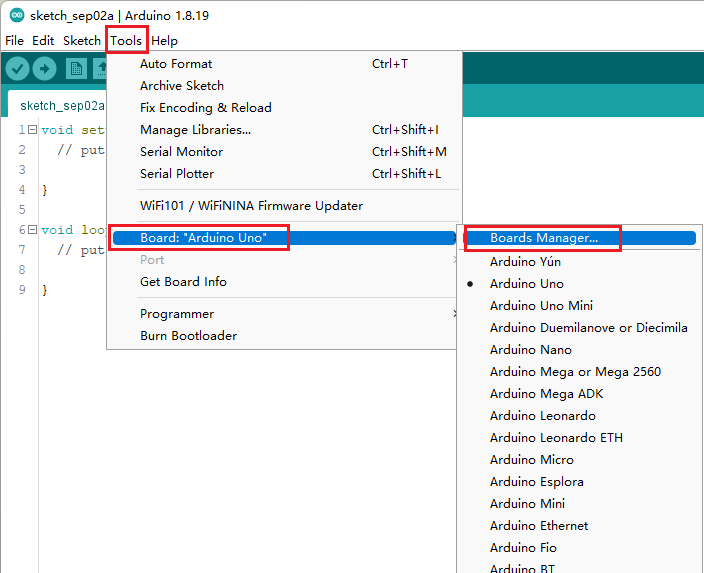 sketch_sep02a | Arduino 1.8.19
File Edit Sketch Tools Help
sketch_sep02a
Auto Format Ctrl+T
Archive Sketch
Fix Encoding & Reload
Manage Libraries... Ctrl+Shift+I
Serial Monitor Ctrl+Shift+M
Serial Plotter Ctrl+Shift+L
WiFi101 / WiFiNINA Firmware Updater
Board: "Arduino Uno"
Port
Get Board Info
Programmer
Burn Bootloader
1 void set
2 // put
3
4 }
5
6 void loo
7 // put
8
9 }
Boards Manager...
Arduino Yún
Arduino Uno
Arduino Uno Mini
Arduino Duemilanove or Diecimila
Arduino Nano
Arduino Mega or Mega 2560
Arduino Mega ADK
Arduino Leonardo
Arduino Leonardo ETH
Arduino Micro
Arduino Esplora
Arduino Mini
Arduino Ethernet
Arduino Fio
Arduino BT